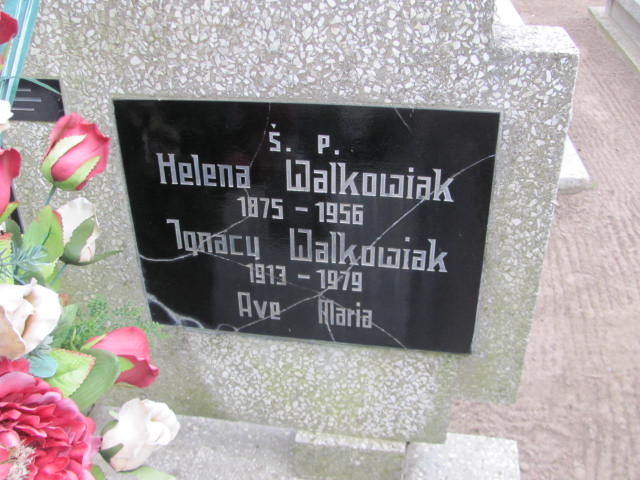 Ś. P.
Helena Walkowiak
1875 - 1956
Ignacy Walkowiak
1913 - 1979
Ave Maria